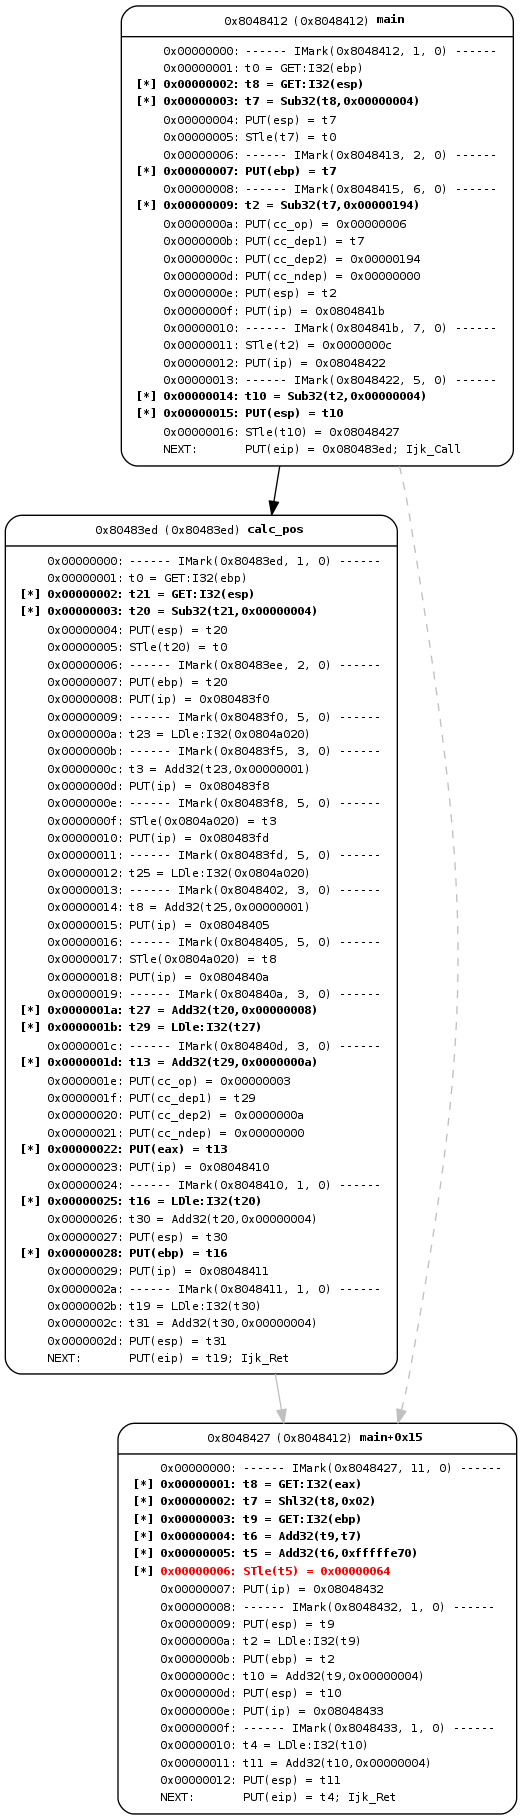 0x8048412 (0x8048412) main
0x00000000: ------ IMark(0x8048412, 1, 0) ------
0x00000001: t0 = GET:I32(ebp)
[*] 0x00000002: t8 = GET:I32(esp)
[*] 0x00000003: t7 = Sub32(t8,0x00000004)
0x00000004: PUT(esp) = t7
0x00000005: STle(t7) = t0
0x00000006: ------ IMark(0x8048413, 2, 0) ------
[*] 0x00000007: PUT(ebp) = t7
0x00000008: ------ IMark(0x8048415, 6, 0) ------
[*] 0x00000009: t2 = Sub32(t7,0x00000194)
0x0000000a: PUT(cc_op) = 0x00000006
0x0000000b: PUT(cc_dep1) = t7
0x0000000c: PUT(cc_dep2) = 0x00000194
0x0000000d: PUT(cc_ndep) = 0x00000000
0x0000000e: PUT(esp) = t2
0x0000000f: PUT(ip) = 0x0804841b
0x00000010: ------ IMark(0x804841b, 7, 0) ------
0x00000011: STle(t2) = 0x0000000c
0x00000012: PUT(ip) = 0x08048422
0x00000013: ------ IMark(0x8048422, 5, 0) ------
[*] 0x00000014: t10 = Sub32(t2,0x00000004)
[*] 0x00000015: PUT(esp) = t10
0x00000016: STle(t10) = 0x08048427
NEXT: PUT(eip) = 0x080483ed; Ijk_Call
0x80483ed (0x80483ed) calc_pos
0x00000000: ------ IMark(0x80483ed, 1, 0) ------
0x00000001: t0 = GET:I32(ebp)
[*] 0x00000002: t21 = GET:I32(esp)
[*] 0x00000003: t20 = Sub32(t21,0x00000004)
0x00000004: PUT(esp) = t20
0x00000005: STle(t20) = t0
0x00000006: ------ IMark(0x80483ee, 2, 0) ------
0x00000007: PUT(ebp) = t20
0x00000008: PUT(ip) = 0x080483f0
0x00000009: ------ IMark(0x80483f0, 5, 0) ------
0x0000000a: t23 = LDle:I32(0x0804a020)
0x0000000b: ------ IMark(0x80483f5, 3, 0) ------
0x0000000c: t3 = Add32(t23,0x00000001)
0x0000000d: PUT(ip) = 0x080483f8
0x0000000e: ------ IMark(0x80483f8, 5, 0) ------
0x0000000f: STle(0x0804a020) = t3
0x00000010: PUT(ip) = 0x080483fd
0x00000011: ------ IMark(0x80483fd, 5, 0) ------
0x00000012: t25 = LDle:I32(0x0804a020)
0x00000013: ------ IMark(0x8048402, 3, 0) ------
0x00000014: t8 = Add32(t25,0x00000001)
0x00000015: PUT(ip) = 0x08048405
0x00000016: ------ IMark(0x8048405, 5, 0) ------
0x00000017: STle(0x0804a020) = t8
0x00000018: PUT(ip) = 0x0804840a
0x00000019: ------ IMark(0x804840a, 3, 0) ------
[*] 0x0000001a: t27 = Add32(t20,0x00000008)
[*] 0x0000001b: t29 = LDle:I32(t27)
0x0000001c: ------ IMark(0x804840d, 3, 0) ------
[*] 0x0000001d: t13 = Add32(t29,0x0000000a)
0x0000001e: PUT(cc_op) = 0x00000003
0x0000001f: PUT(cc_dep1) = t29
0x00000020: PUT(cc_dep2) = 0x0000000a
0x00000021: PUT(cc_ndep) = 0x00000000
[*] 0x00000022: PUT(eax) = t13
0x00000023: PUT(ip) = 0x08048410
0x00000024: ------ IMark(0x8048410, 1, 0) ------
[*] 0x00000025: t16 = LDle:I32(t20)
0x00000026: t30 = Add32(t20,0x00000004)
0x00000027: PUT(esp) = t30
[*] 0x00000028: PUT(ebp) = t16
0x00000029: PUT(ip) = 0x08048411
0x0000002a: ------ IMark(0x8048411, 1, 0) ------
0x0000002b: t19 = LDle:I32(t30)
0x0000002c: t31 = Add32(t30,0x00000004)
0x0000002d: PUT(esp) = t31
NEXT: PUT(eip) = t19; Ijk_Ret
0x8048427 (0x8048412) main+0x15
0x00000000: ------ IMark(0x8048427, 11, 0) ------
[*] 0x00000001: t8 = GET:I32(eax)
[*] 0x00000002: t7 = Shl32(t8,0x02)
[*] 0x00000003: t9 = GET:I32(ebp)
[*] 0x00000004: t6 = Add32(t9,t7)
[*] 0x00000005: t5 = Add32(t6,0xfffffe70)
[*] 0x00000006: STle(t5) = 0x00000064
0x00000007: PUT(ip) = 0x08048432
0x00000008: ------ IMark(0x8048432, 1, 0) ------
0x00000009: PUT(esp) = t9
0x0000000a: t2 = LDle:I32(t9)
0x0000000b: PUT(ebp) = t2
0x0000000c: t10 = Add32(t9,0x00000004)
0x0000000d: PUT(esp) = t10
0x0000000e: PUT(ip) = 0x08048433
0x0000000f: ------ IMark(0x8048433, 1, 0) ------
0x00000010: t4 = LDle:I32(t10)
0x00000011: t11 = Add32(t10,0x00000004)
0x00000012: PUT(esp) = t11
NEXT: PUT(eip) = t4; Ijk_Ret